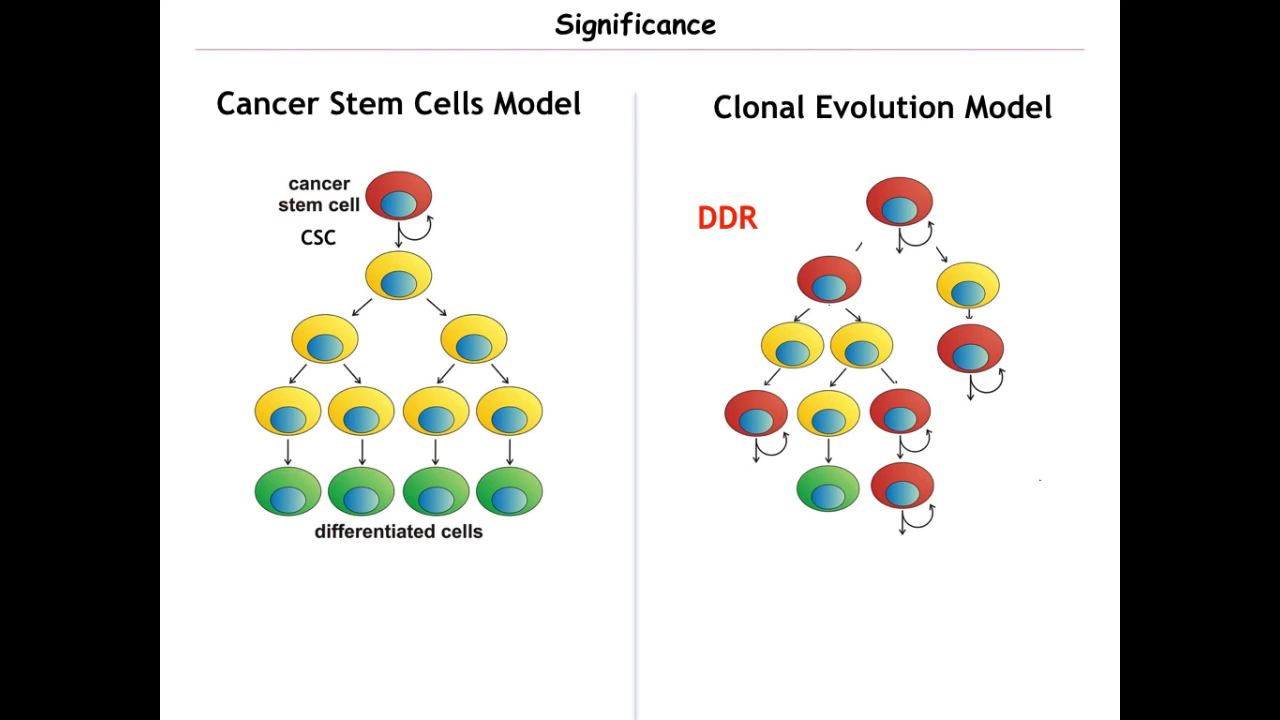 Significance
Cancer Stem Cells Model
cancer
stem cell
CSC
differentiated cells
Clonal Evolution Model
DDR